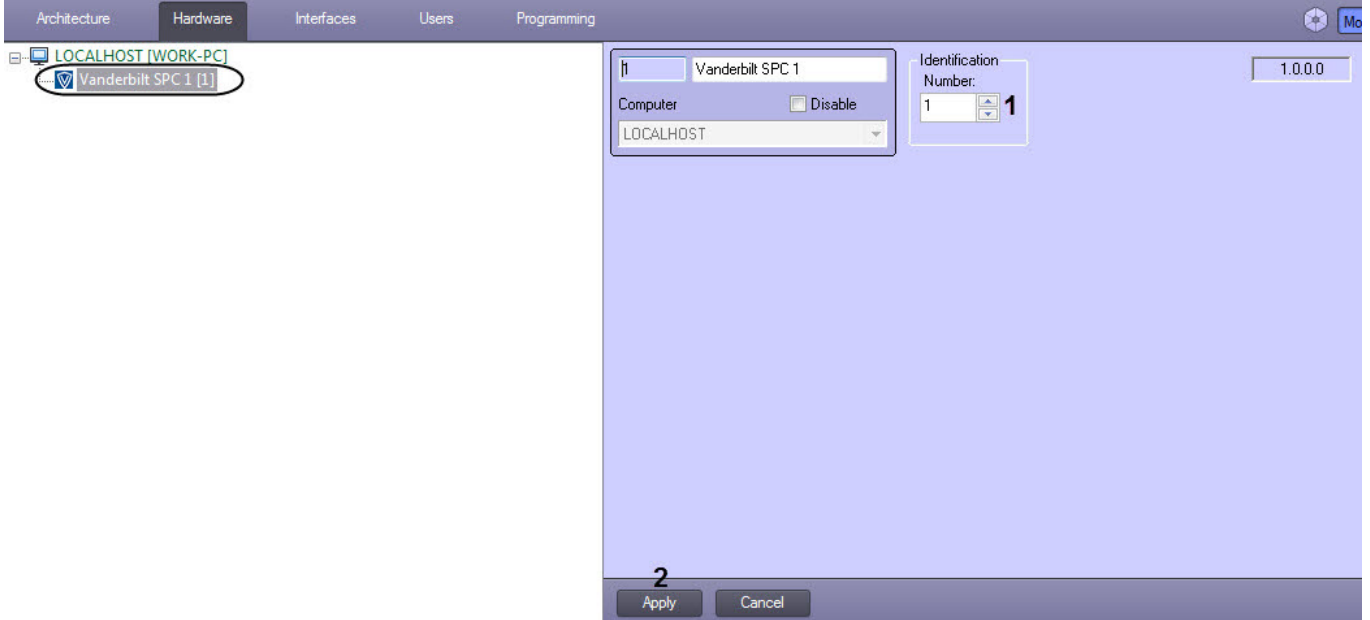 Architecture Hardware Interfaces Users Programming Mo
LOCALHOST [WORK-PC]
Vanderbilt SPC 1 [1]
1 Vanderbilt SPC 1
Computer Disable
LOCALHOST
Identification
Number:
1 1
1.0.0.0
2
Apply Cancel